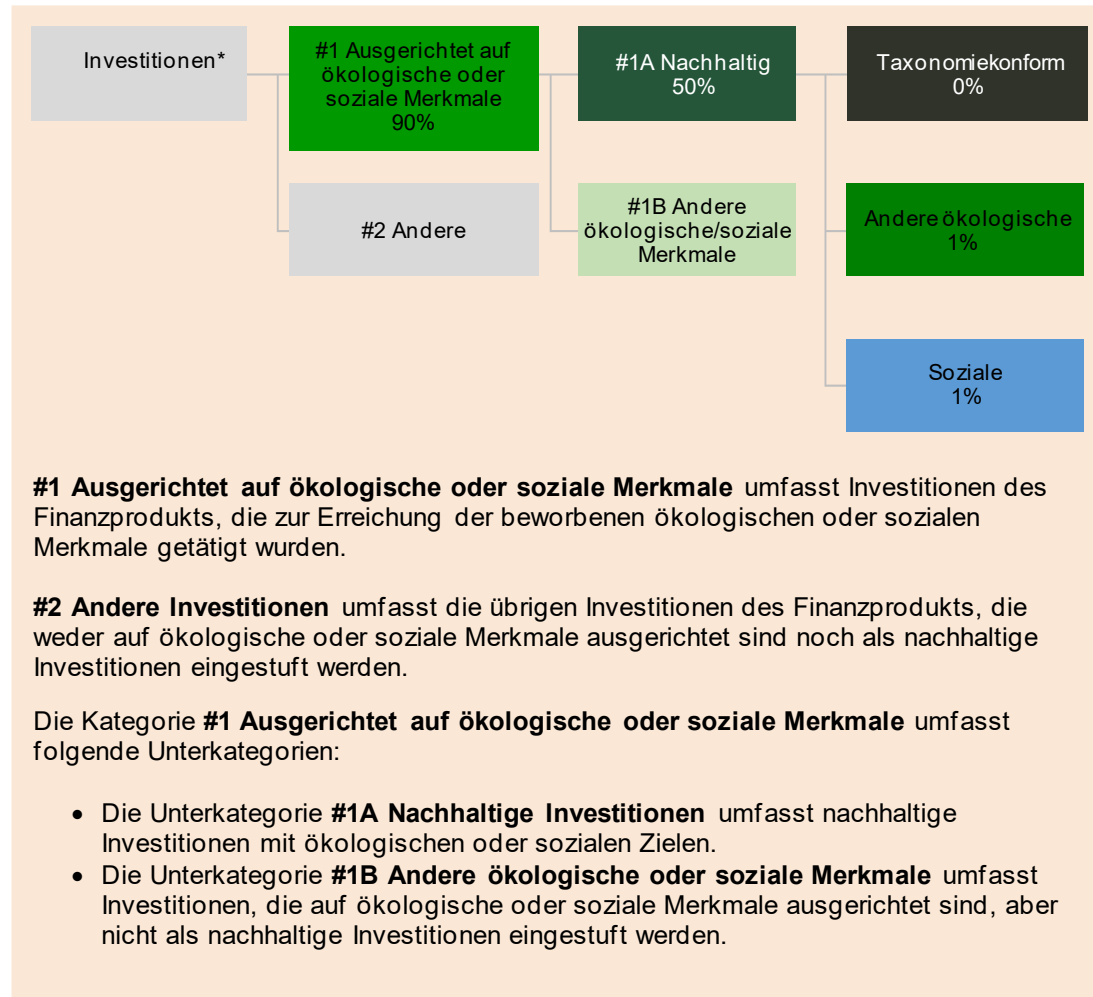 Investitionen*
#1 Ausgerichtet auf
ökologische oder
soziale Merkmale
90%
#1A Nachhaltig
50%
Taxonomiekonform
0%
#2 Andere
#1B Andere
ökologische/soziale
Merkmale
Andere ökologische
1%
Soziale
1%
#1 Ausgerichtet auf ökologische oder soziale Merkmale umfasst Investitionen des
Finanzprodukts, die zur Erreichung der beworbenen ökologischen oder sozialen
Merkmale getätigt wurden.
#2 Andere Investitionen umfasst die übrigen Investitionen des Finanzprodukts, die
weder auf ökologische oder soziale Merkmale ausgerichtet sind noch als nachhaltige
Investitionen eingestuft werden.
Die Kategorie #1 Ausgerichtet auf ökologische oder soziale Merkmale umfasst
folgende Unterkategorien:
• Die Unterkategorie #1A Nachhaltige Investitionen umfasst nachhaltige
Investitionen mit ökologischen oder sozialen Zielen.
• Die Unterkategorie #1B Andere ökologische oder soziale Merkmale umfasst
Investitionen, die auf ökologische oder soziale Merkmale ausgerichtet sind, aber
nicht als nachhaltige Investitionen eingestuft werden.